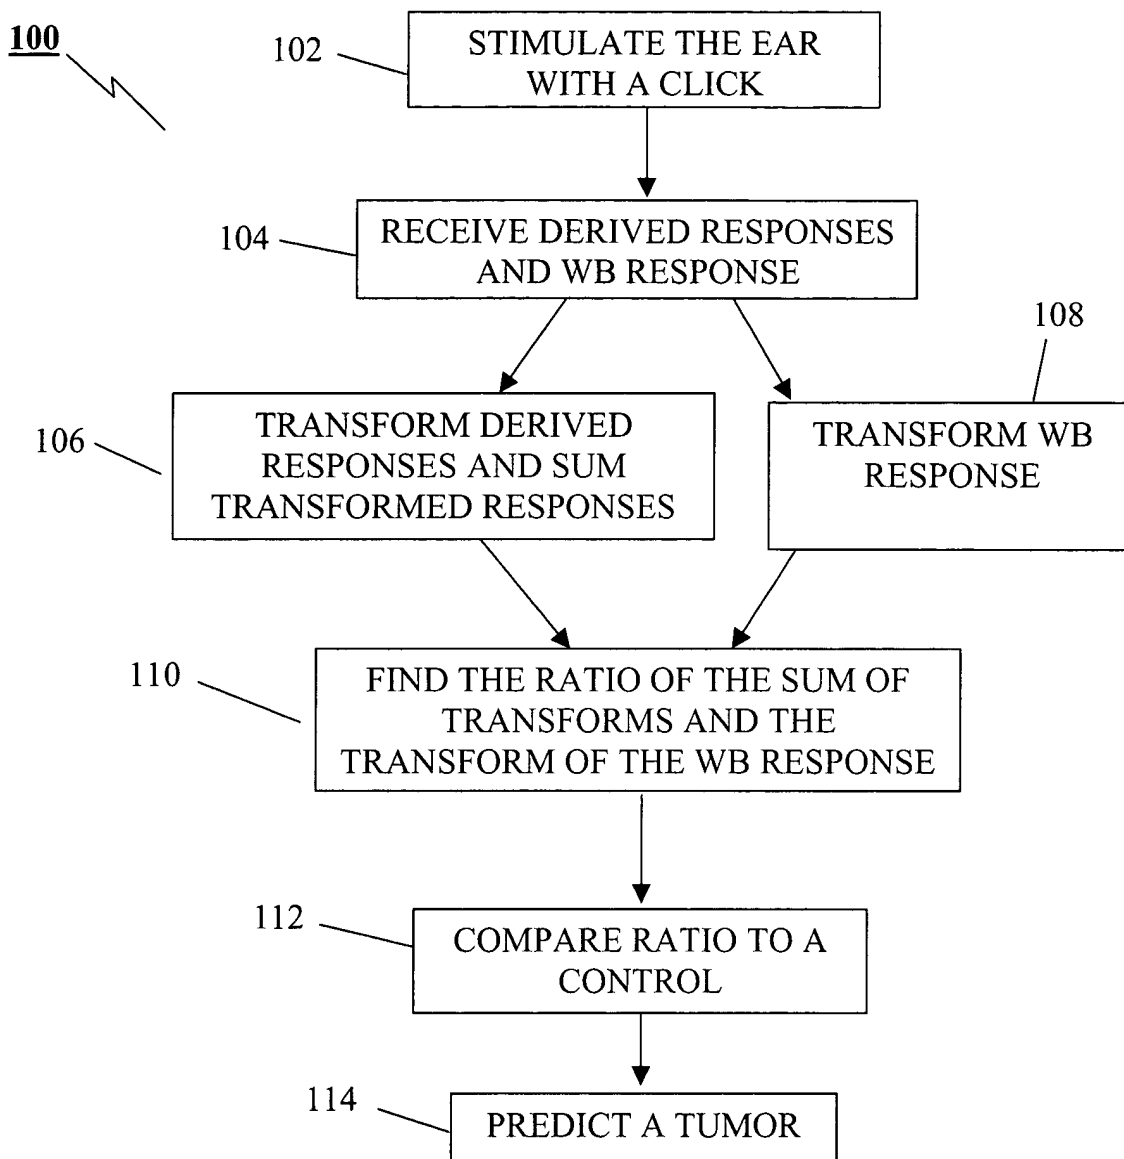 100
102
STIMULATE THE EAR
WITH A CLICK
104
RECEIVE DERIVED RESPONSES
AND WB RESPONSE
108
106
TRANSFORM DERIVED
RESPONSES AND SUM
TRANSFORMED RESPONSES
TRANSFORM WB
RESPONSE
110
FIND THE RATIO OF THE SUM OF
TRANSFORMS AND THE
TRANSFORM OF THE WB RESPONSE
112
COMPARE RATIO TO A
CONTROL
114
PREDICT A TUMOR